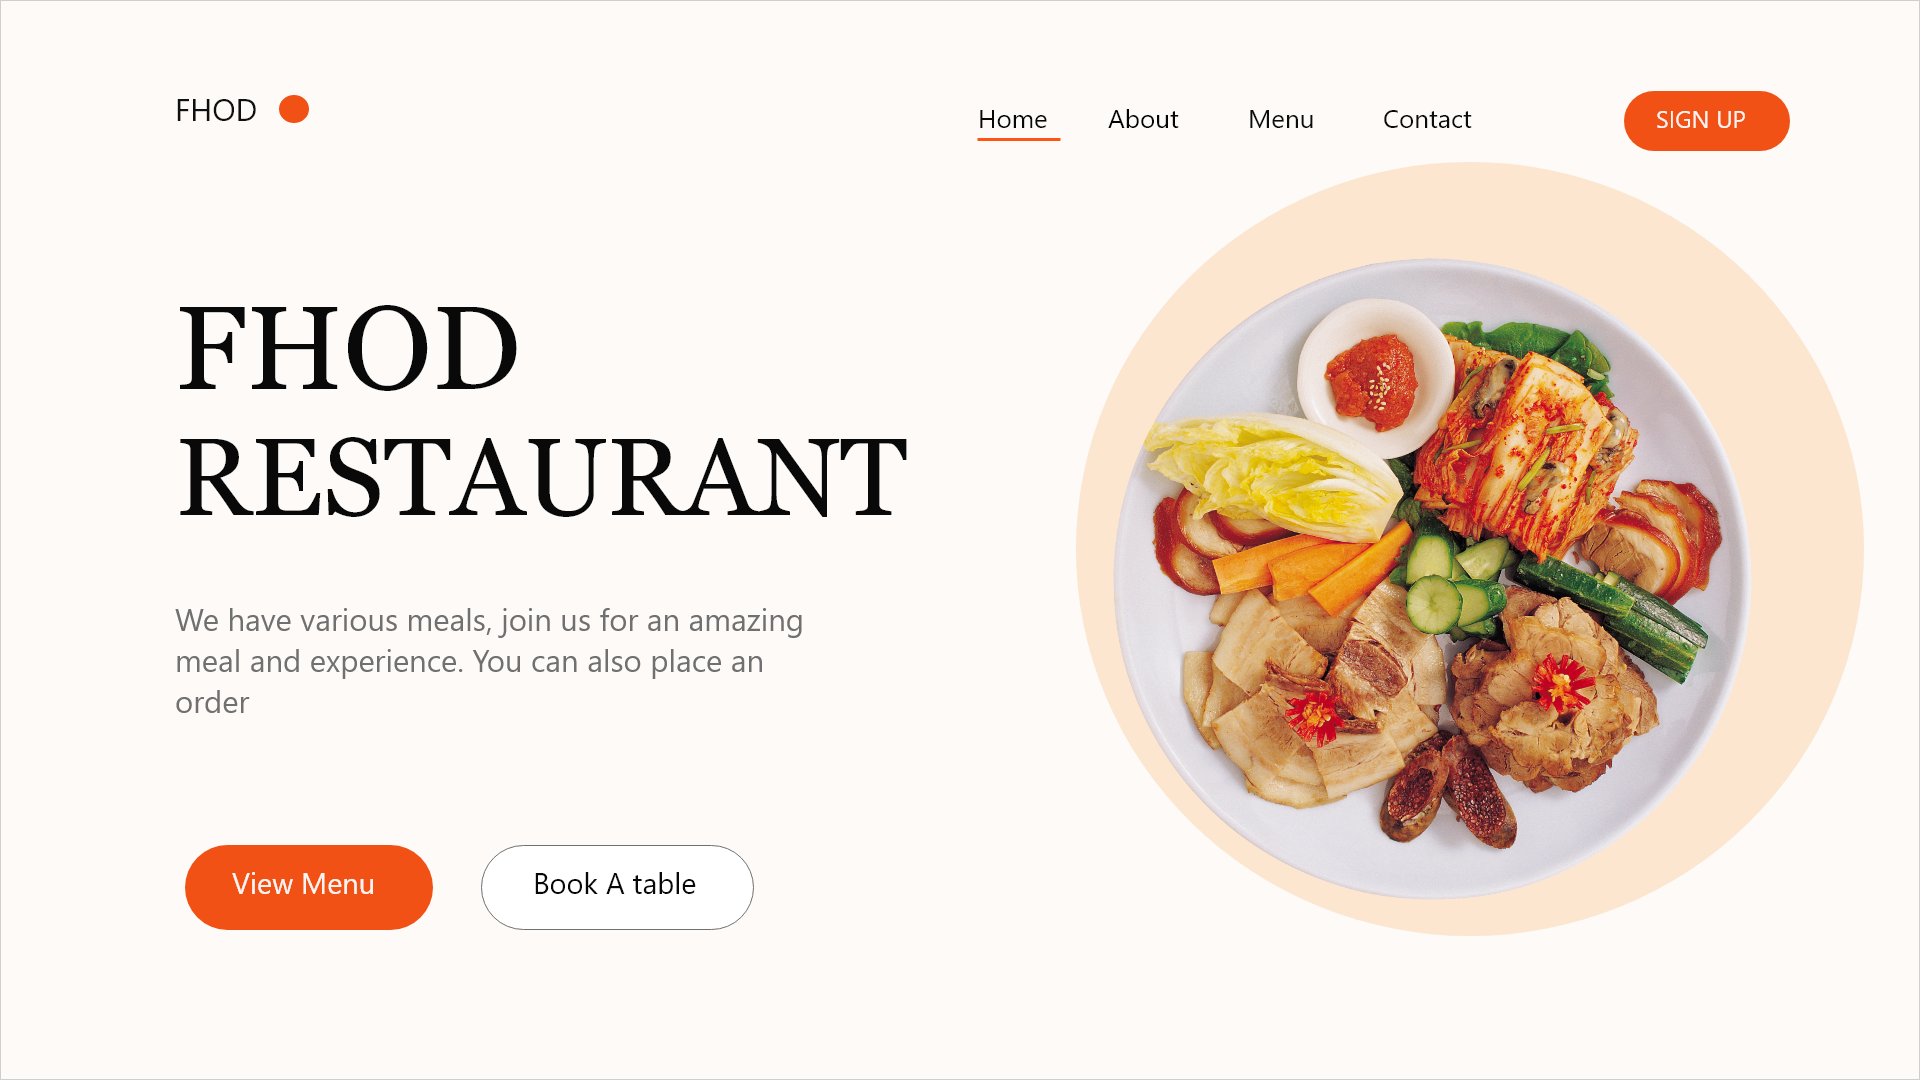 FHOD
Home About Menu Contact SIGN UP
FHOD
RESTAURANT
We have various meals, join us for an amazing
meal and experience. You can also place an
order
View Menu Book A table